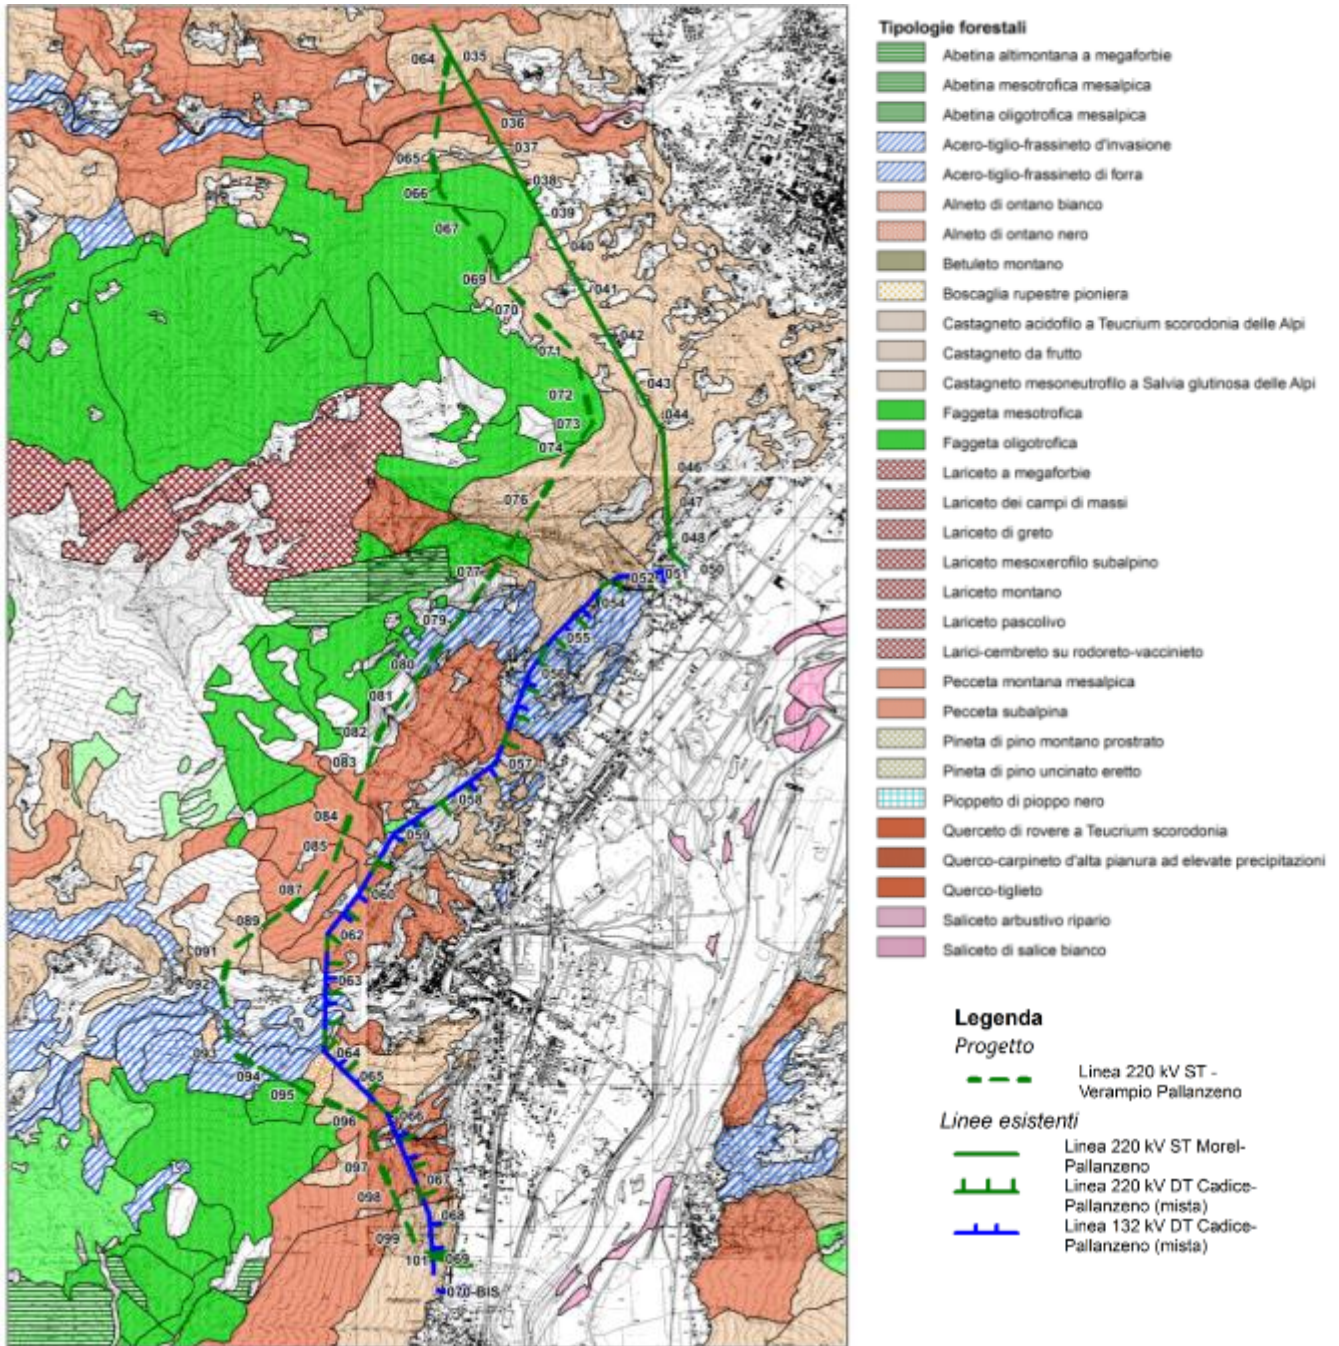 Tipologie forestali
Abetina altimontana a megaforbie
Abetina mesotrofica mesalpica
Abetina oligotrofica mesalpica
Acero-tiglio-frassineto d'invasione
Acero-tiglio-frassineto di forra
Alneto di ontano bianco
Alneto di ontano nero
Betuleto montano
Boscaglia rupestre pioniera
Castagneto acidofilo a Teucrium scorodonia delle Alpi
Castagneto da frutto
Castagneto mesoneutrofilo a Salvia glutinosa delle Alpi
Faggeta mesotrofica
Faggeta oligotrofica
Lariceto a megaforbie
Lariceto dei campi di massi
Lariceto di greto
Lariceto mesoxerofilo subalpino
Lariceto montano
Lariceto pascolivo
Larici-cembreto su rodoreto-vaccinieto
Pecceta montana mesalpica
Pecceta subalpina
Pineta di pino montano prostrato
Pineta di pino uncinato eretto
Pioppeto di pioppo nero
Querceto di rovere a Teucrium scorodonia
Querco-carpineto d'alta pianura ad elevate precipitazioni
Querco-tiglieto
Saliceto arbustivo ripario
Saliceto di salice bianco
Legenda
Progetto
Linea 220 kV ST -
Verampio Pallanzeno
Linee esistenti
Linea 220 kV ST Morel-
Pallanzeno
Linea 220 kV DT Cadice-
Pallanzeno (mista)
Linea 132 kV DT Cadice-
Pallanzeno (mista)
064
035
036
037
065
038
066
039
067
040
069
041
070
042
071
043
072
044
073
074
046
076
047
048
050
051
052
077
054
079
055
080
056
081
082
057
083
058
084
059
085
087
060
089
062
091
063
092
093
064
094
065
095
066
096
097
067
098
068
099
069
101
070-BIS